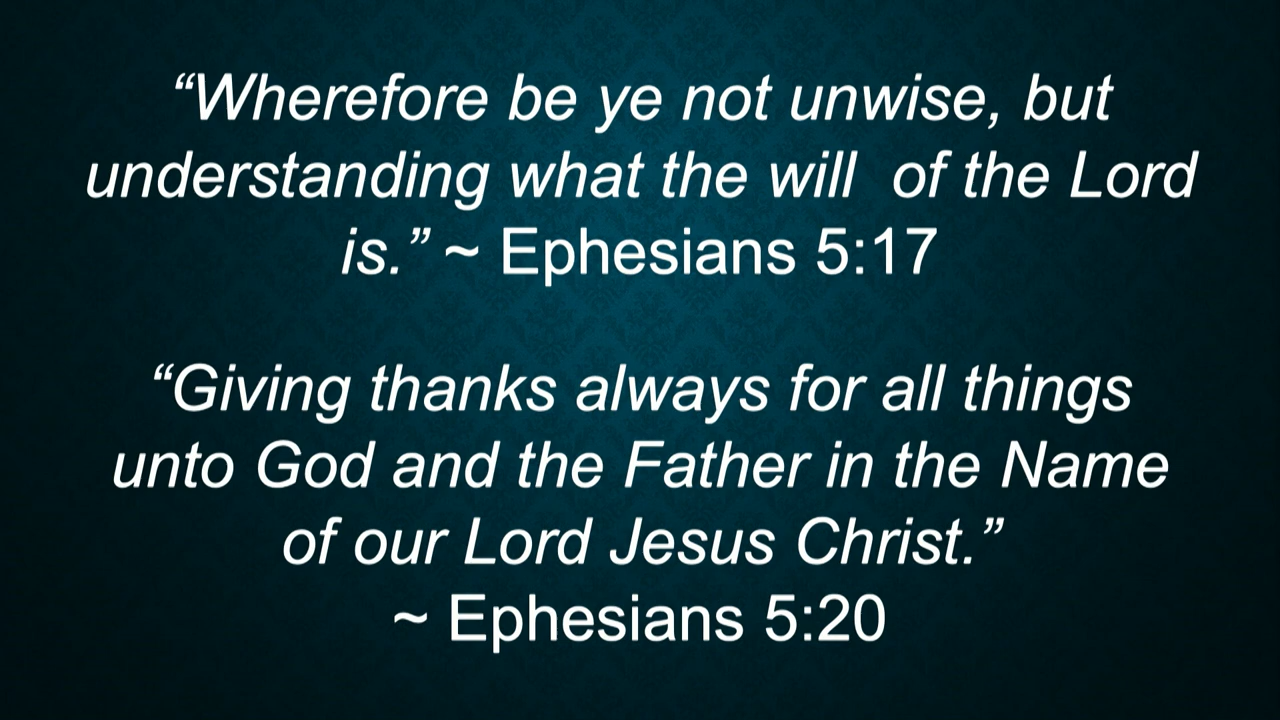 “Wherefore be ye not unwise, but
understanding what the will  of the Lord
is.” ~ Ephesians 5:17
“Giving thanks always for all things
unto God and the Father in the Name
of our Lord Jesus Christ.”
~ Ephesians 5:20